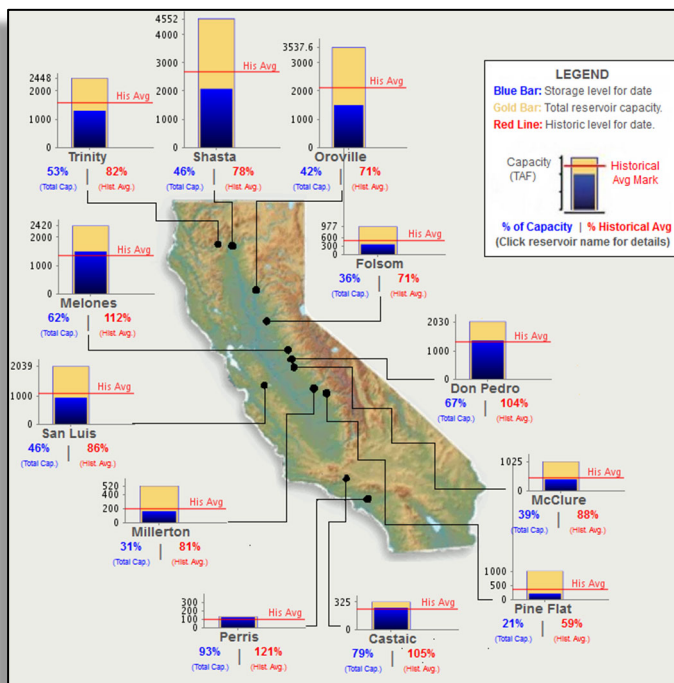 4552
4000
3000
2000
1000
0
His Avg
Shasta
46% | 78%
(Total Cap.) (Hist. Avg.)
3537.6
3000
2000
1000
0
His Avg
Oroville
42% | 71%
(Total Cap.) (Hist. Avg.)
2448
2000
1000
0
His Avg
Trinity
53% | 82%
(Total Cap.) (Hist. Avg.)
LEGEND
Blue Bar: Storage level for date
Gold Bar: Total reservoir capacity.
Red Line: Historic level for date.
Capacity
(TAF)
Historical
Avg Mark
% of Capacity | % Historical Avg
(Click reservoir name for details)
2420
2000
1000
0
His Avg
Melones
62% | 112%
(Total Cap.) (Hist. Avg.)
977
600
300
0
His Avg
Folsom
36% | 71%
(Total Cap.) (Hist. Avg.)
2030
1000
0
His Avg
Don Pedro
67% | 104%
(Total Cap.) (Hist. Avg.)
2039
1000
0
His Avg
San Luis
46% | 86%
(Total Cap.) (Hist. Avg.)
1025
0
His Avg
McClure
39% | 88%
(Total Cap.) (Hist. Avg.)
520
400
200
0
His Avg
Millerton
31% | 81%
(Total Cap.) (Hist. Avg.)
1000
500
0
His Avg
Pine Flat
21% | 59%
(Total Cap.) (Hist. Avg.)
300
200
100
0
His Avg
Perris
93% | 121%
(Total Cap.) (Hist. Avg.)
325
0
His Avg
Castaic
79% | 105%
(Total Cap.) (Hist. Avg.)